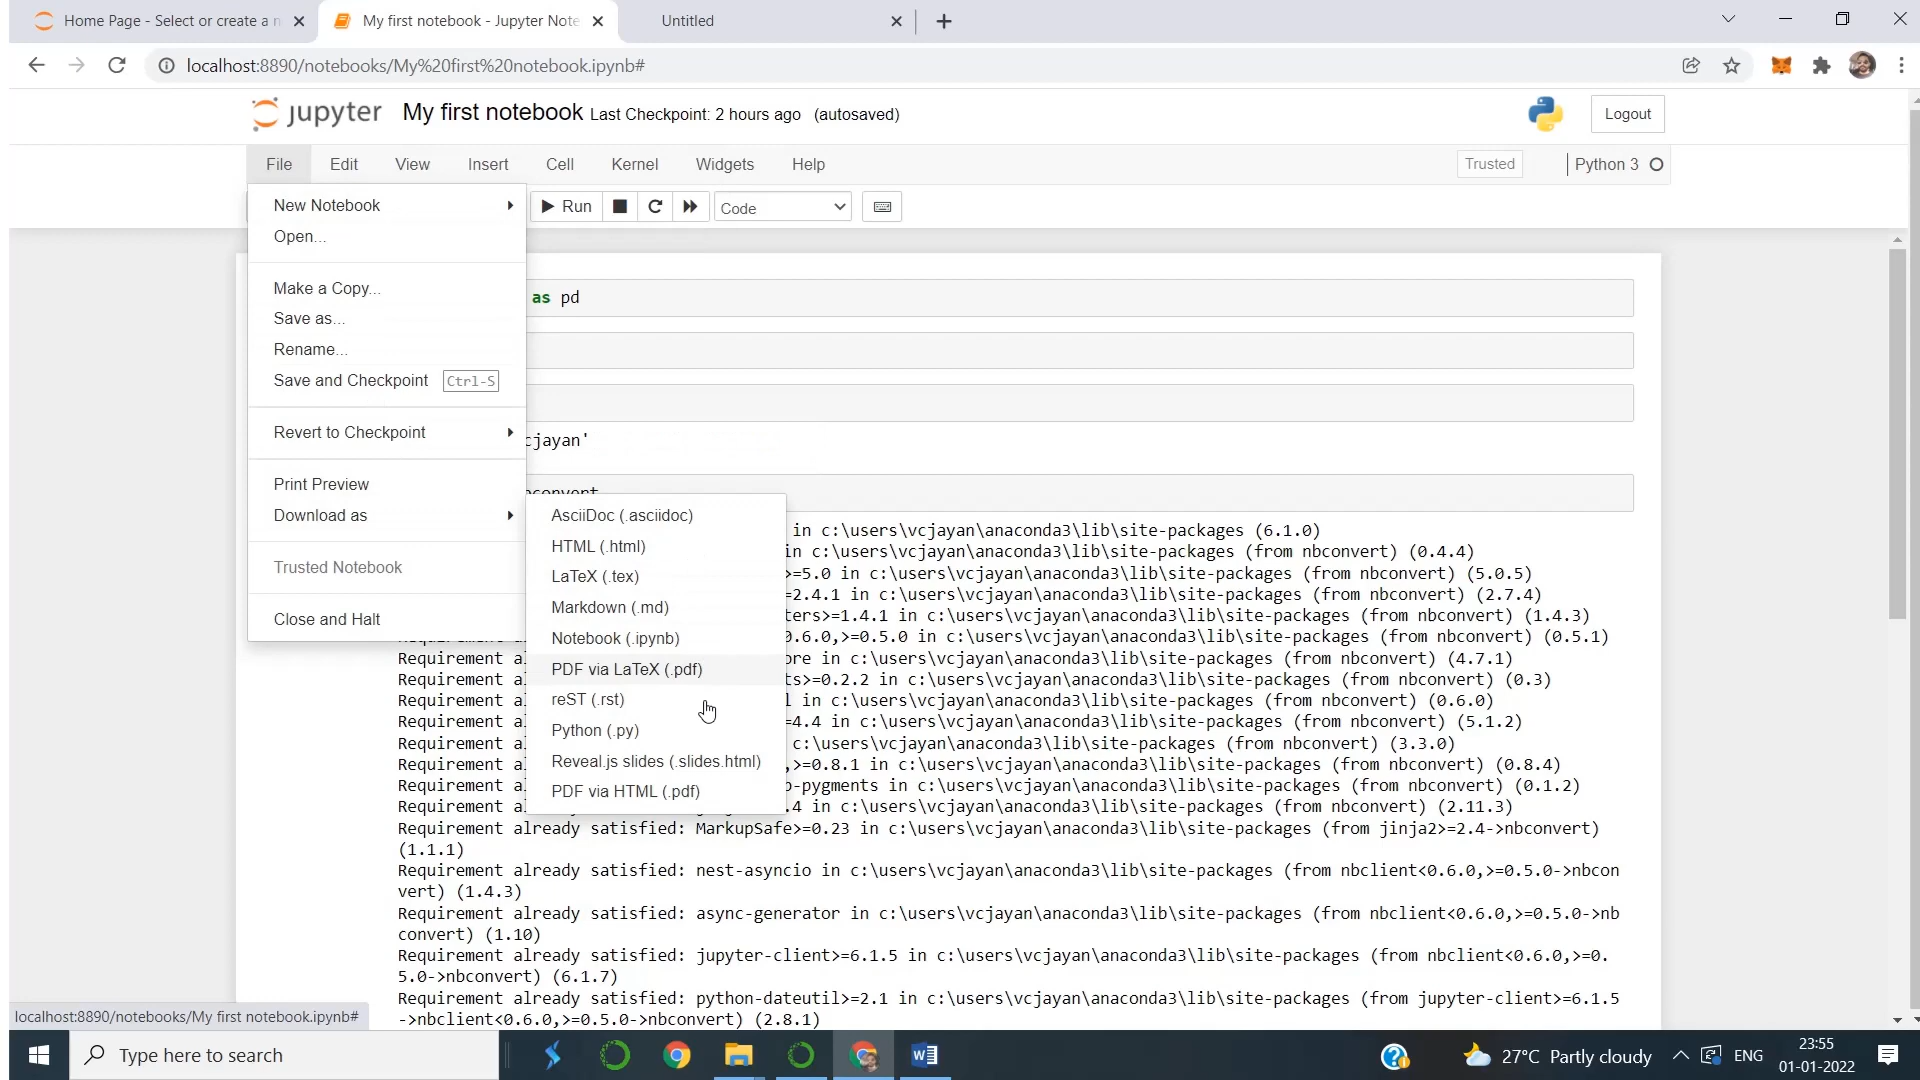 Home Page - Select or create a n
My first notebook - Jupyter Note
Untitled
localhost:8890/notebooks/My%20first%20notebook.ipynb#
jupyter My first notebook Last Checkpoint: 2 hours ago (autosaved)
Logout
File Edit View Insert Cell Kernel Widgets Help
Trusted
Python 3
Run
Code
New Notebook
Open...
Make a Copy...
Save as...
Rename...
Save and Checkpoint Ctrl-S
Revert to Checkpoint
Print Preview
Download as
Trusted Notebook
Close and Halt
AsciiDoc (.asciidoc)
HTML (.html)
LaTeX (.tex)
Markdown (.md)
Notebook (.ipynb)
PDF via LaTeX (.pdf)
reST (.rst)
Python (.py)
Reveal.js slides (.slides.html)
PDF via HTML (.pdf)
as pd
cjayan'
in c:\users\vcjayan\anaconda3\lib\site-packages (6.1.0)
in c:\users\vcjayan\anaconda3\lib\site-packages (from nbconvert) (0.4.4)
>=5.0 in c:\users\vcjayan\anaconda3\lib\site-packages (from nbconvert) (5.0.5)
=2.4.1 in c:\users\vcjayan\anaconda3\lib\site-packages (from nbconvert) (2.7.4)
ters>=1.4.1 in c:\users\vcjayan\anaconda3\lib\site-packages (from nbconvert) (1.4.3)
0.6.0,>=0.5.0 in c:\users\vcjayan\anaconda3\lib\site-packages (from nbconvert) (0.5.1)
Requirement al ore in c:\users\vcjayan\anaconda3\lib\site-packages (from nbconvert) (4.7.1)
Requirement al ts>=0.2.2 in c:\users\vcjayan\anaconda3\lib\site-packages (from nbconvert) (0.3)
Requirement al l in c:\users\vcjayan\anaconda3\lib\site-packages (from nbconvert) (0.6.0)
Requirement al =4.4 in c:\users\vcjayan\anaconda3\lib\site-packages (from nbconvert) (5.1.2)
Requirement al c:\users\vcjayan\anaconda3\lib\site-packages (from nbconvert) (3.3.0)
Requirement al ,>=0.8.1 in c:\users\vcjayan\anaconda3\lib\site-packages (from nbconvert) (0.8.4)
Requirement al b-pygments in c:\users\vcjayan\anaconda3\lib\site-packages (from nbconvert) (0.1.2)
Requirement al .4 in c:\users\vcjayan\anaconda3\lib\site-packages (from nbconvert) (2.11.3)
Requirement already satisfied: MarkupSafe>=0.23 in c:\users\vcjayan\anaconda3\lib\site-packages (from jinja2>=2.4->nbconvert)
(1.1.1)
Requirement already satisfied: nest-asyncio in c:\users\vcjayan\anaconda3\lib\site-packages (from nbclient<0.6.0,>=0.5.0->nbcon
vert) (1.4.3)
Requirement already satisfied: async-generator in c:\users\vcjayan\anaconda3\lib\site-packages (from nbclient<0.6.0,>=0.5.0->nb
convert) (1.10)
Requirement already satisfied: jupyter-client>=6.1.5 in c:\users\vcjayan\anaconda3\lib\site-packages (from nbclient<0.6.0,>=0.
5.0->nbconvert) (6.1.7)
Requirement already satisfied: python-dateutil>=2.1 in c:\users\vcjayan\anaconda3\lib\site-packages (from jupyter-client>=6.1.5
->nbclient<0.6.0,>=0.5.0->nbconvert) (2.8.1)
localhost:8890/notebooks/My first notebook.ipynb#
Type here to search
27°C Partly cloudy
ENG
23:55
01-01-2022